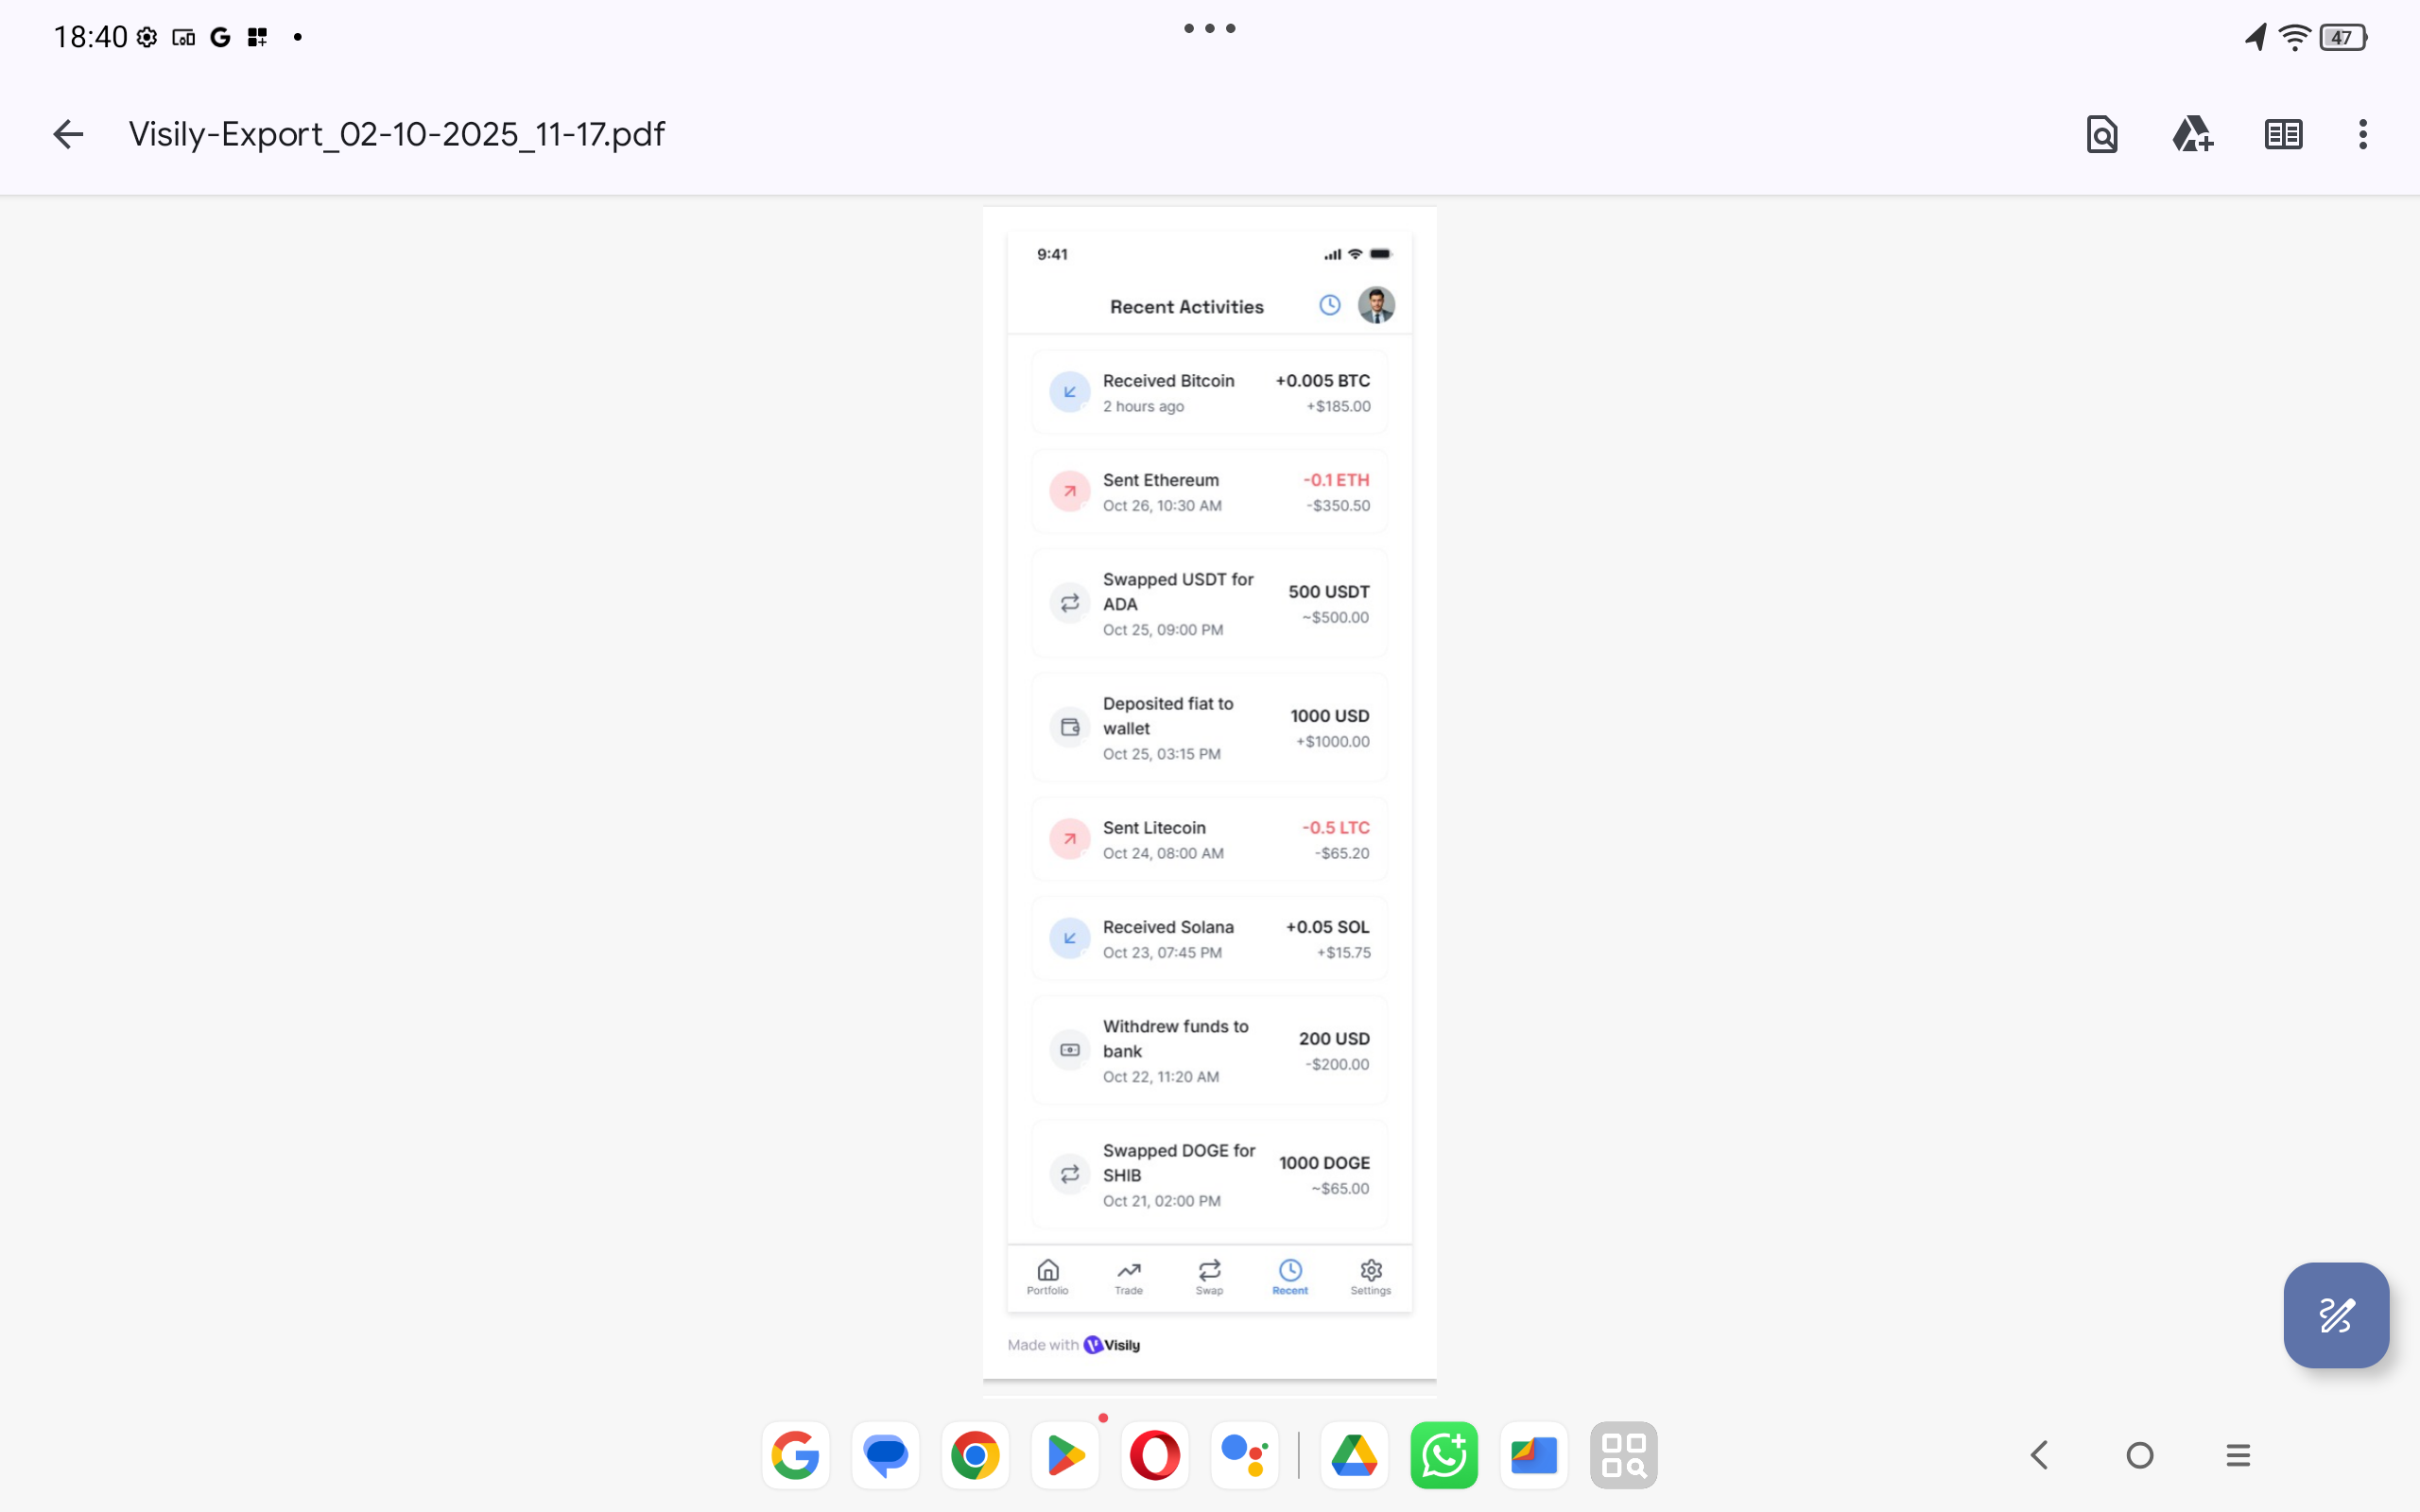 18:40
47
Visily-Export_02-10-2025_11-17.pdf
9:41
Recent Activities
Received Bitcoin
+0.005 BTC
2 hours ago
+$185.00
Sent Ethereum
-0.1 ETH
Oct 26, 10:30 AM
-$350.50
Swapped USDT for
ADA
500 USDT
~$500.00
Oct 25, 09:00 PM
Deposited fiat to
wallet
1000 USD
+$1000.00
Oct 25, 03:15 PM
Sent Litecoin
-0.5 LTC
Oct 24, 08:00 AM
-$65.20
Received Solana
+0.05 SOL
Oct 23, 07:45 PM
+$15.75
Withdrew funds to
bank
200 USD
-$200.00
Oct 22, 11:20 AM
Swapped DOGE for
SHIB
1000 DOGE
~$65.00
Oct 21, 02:00 PM
Portfolio
Trade
Swap
Recent
Settings
Made with Visily